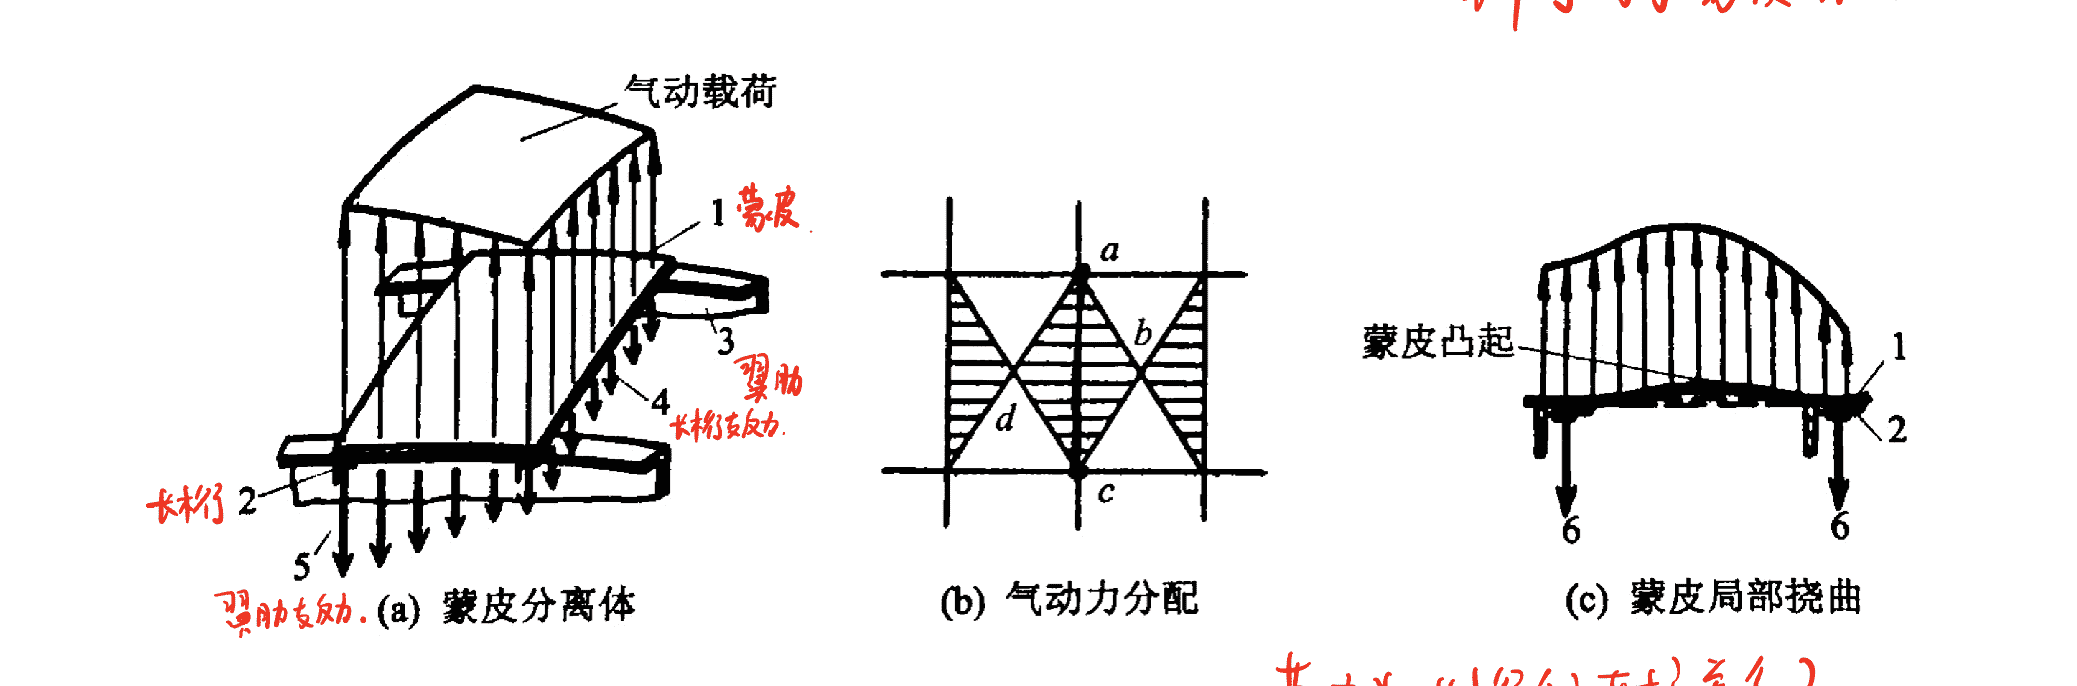 气动载荷
1 蒙皮
3
翼肋
4
长桁支反力.
长桁 2
5
翼肋支反力.
(a) 蒙皮分离体
a
b
d
c
(b) 气动力分配
蒙皮凸起
1
2
6 6
(c) 蒙皮局部挠曲